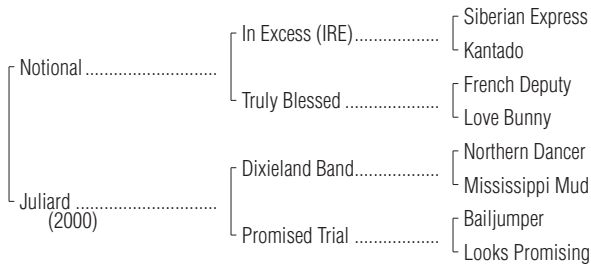 Siberian Express
In Excess (IRE)..................
Kantado
Notional ............................
French Deputy
Truly Blessed ....................
Love Bunny
Northern Dancer
Dixieland Band..................
Mississippi Mud
Juliard ..............................
(2000)
Bailjumper
Promised Trial ..................
Looks Promising